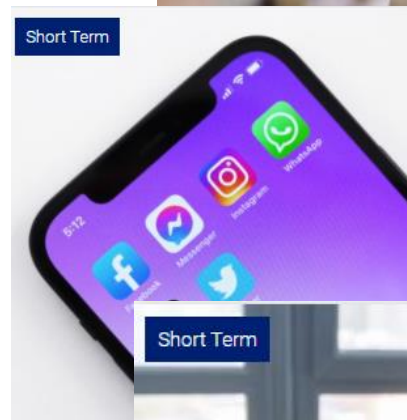 Short Term
5:12
WhatsApp
Instagram
Messenger
Facebook
Short Term